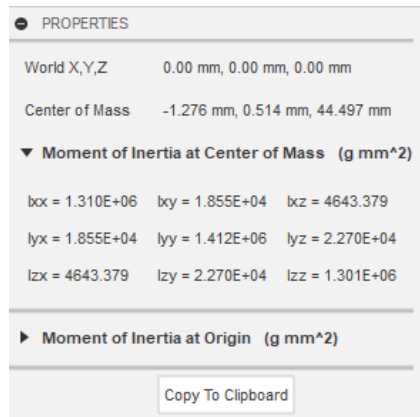 PROPERTIES
World X,Y,Z 0.00 mm, 0.00 mm, 0.00 mm
Center of Mass -1.276 mm, 0.514 mm, 44.497 mm
Moment of Inertia at Center of Mass (g mm^2)
Ixx = 1.310E+06 Ixy = 1.855E+04 Ixz = 4643.379
Iyx = 1.855E+04 Iyy = 1.412E+06 Iyz = 2.270E+04
Izx = 4643.379 Izy = 2.270E+04 Izz = 1.301E+06
Moment of Inertia at Origin (g mm^2)
Copy To Clipboard